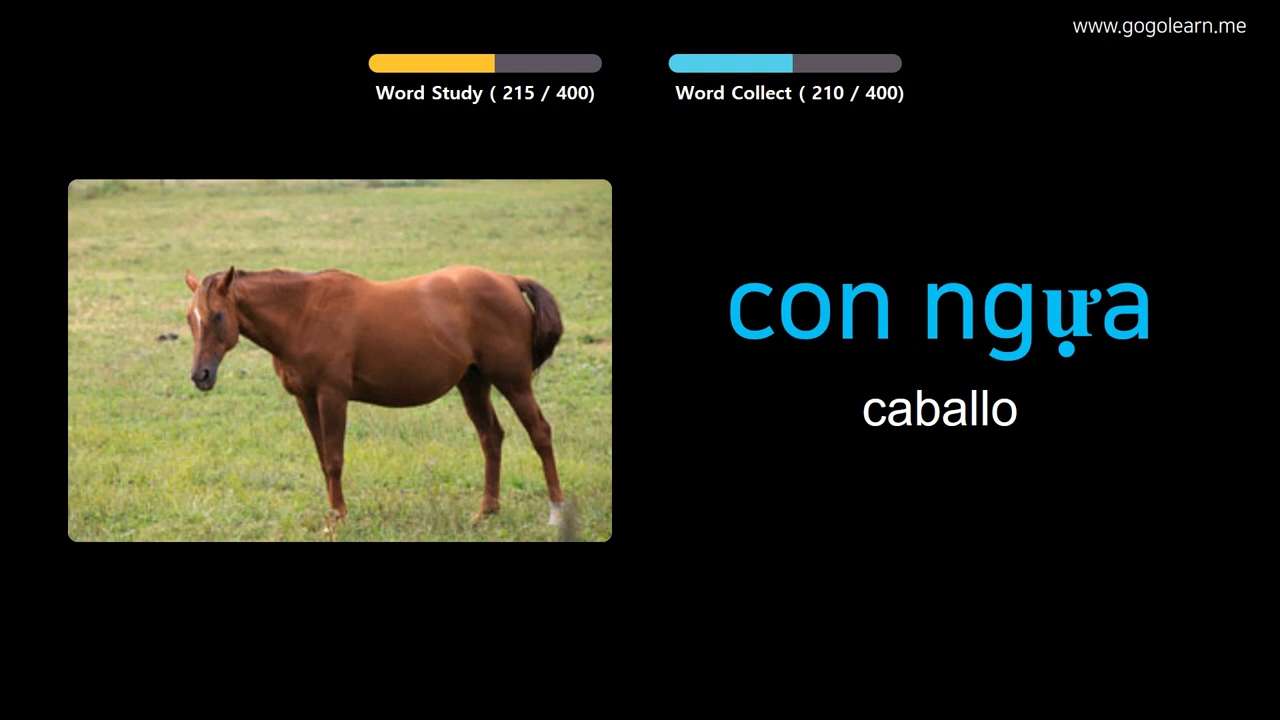 www.gogolearn.me
Word Study ( 215 / 400)
Word Collect ( 210 / 400)
con ngựa
caballo